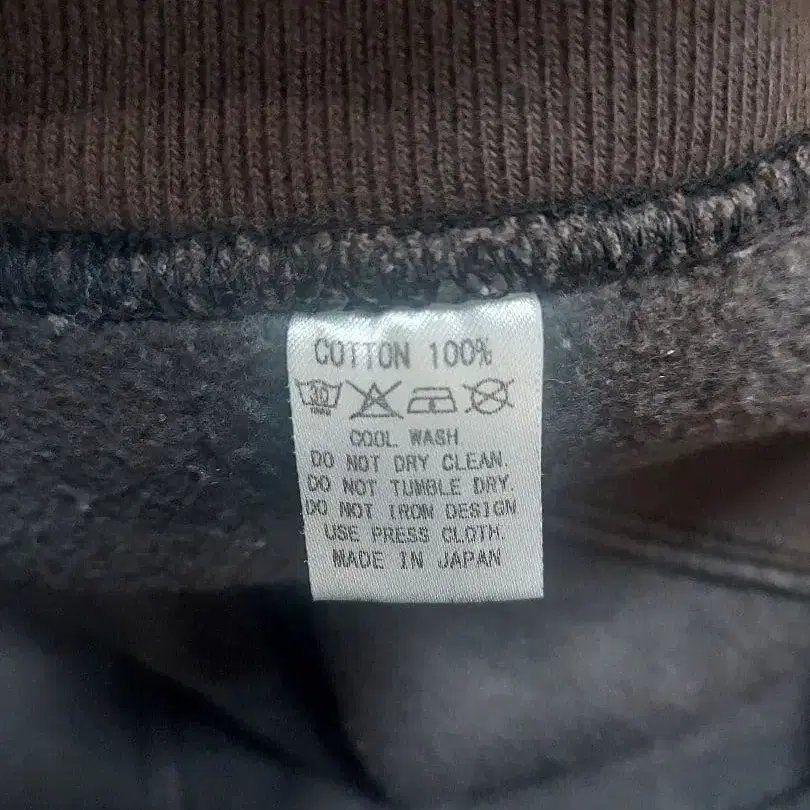 COTTON 100%
30
COOL WASH
DO NOT DRY CLEAN.
DO NOT TUMBLE DRY.
DO NOT IRON DESIGN
USE PRESS CLOTH.
MADE IN JAPAN